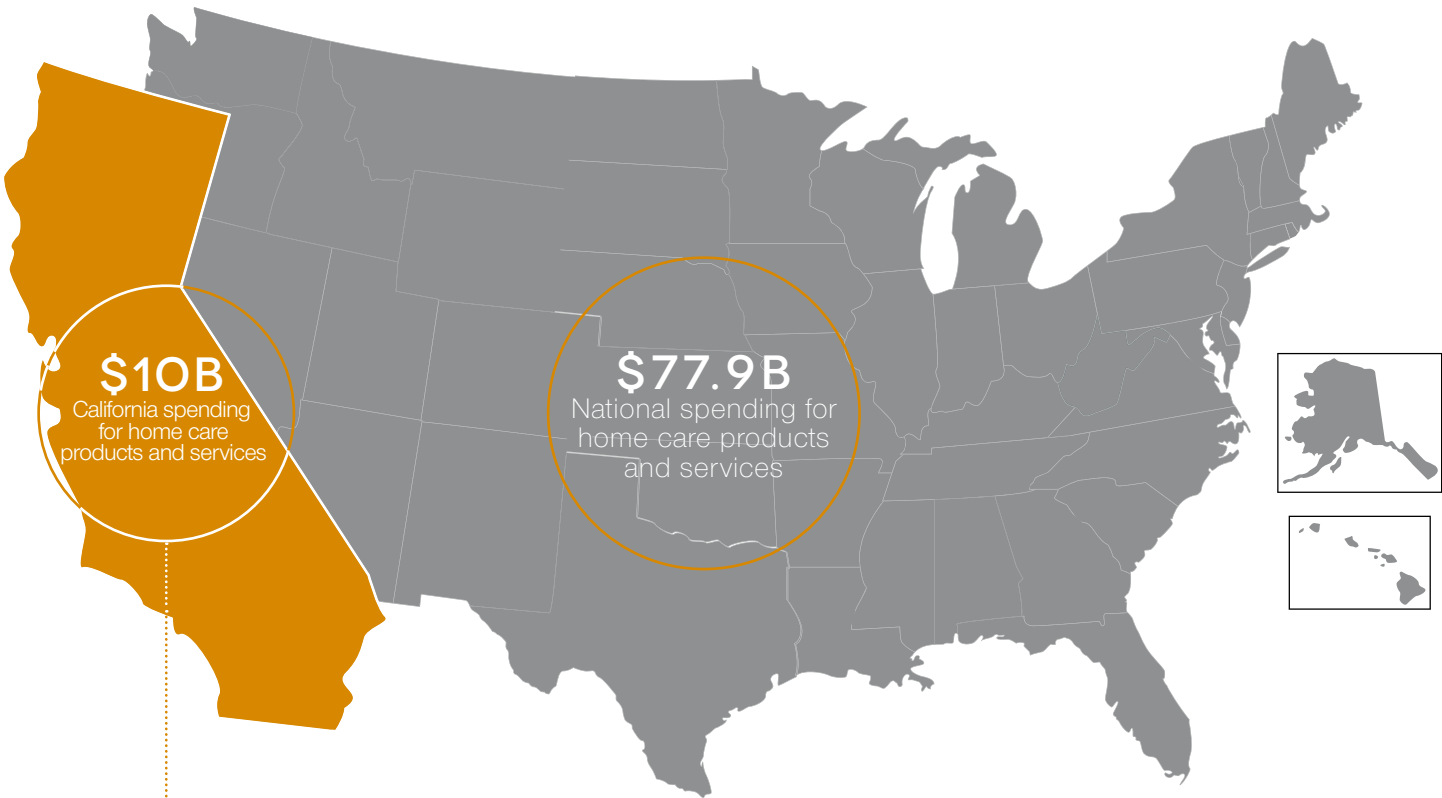 $10B
California spending
for home care
products and services
$77.9B
National spending for
home care products
and services